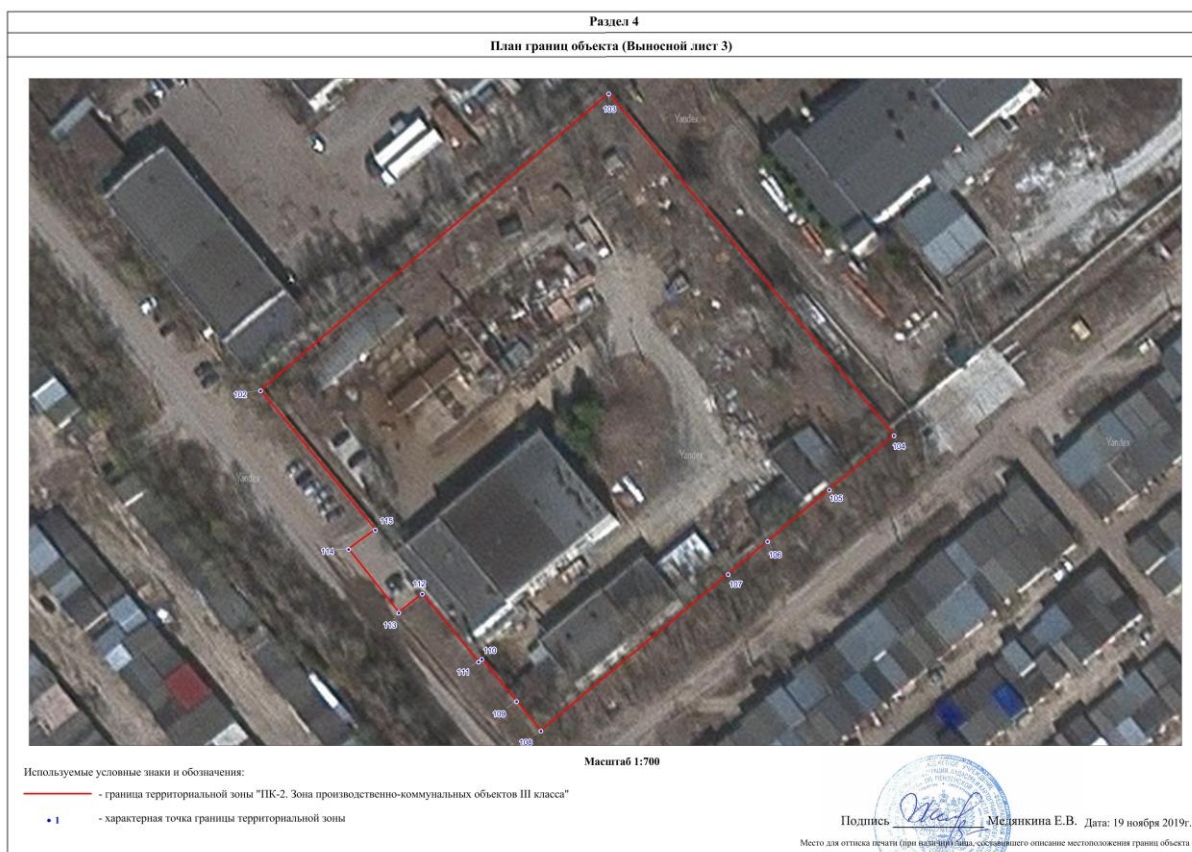 Раздел 4
План границ объекта (Выносной лист 3)
103
Yandex
102
104
Yandex
Yandex
Yandex
105
115
114
106
107
112
113
110
111
109
108
Масштаб 1:700
Используемые условные знаки и обозначения:
- граница территориальной зоны "ПК-2. Зона производственно-коммунальных объектов III класса"
1 - характерная точка границы территориальной зоны
Подпись Медянкина Е.В. Дата: 19 ноября 2019г.
Место для оттиска печати (при наличии) лица, составившего описание местоположения границ объекта